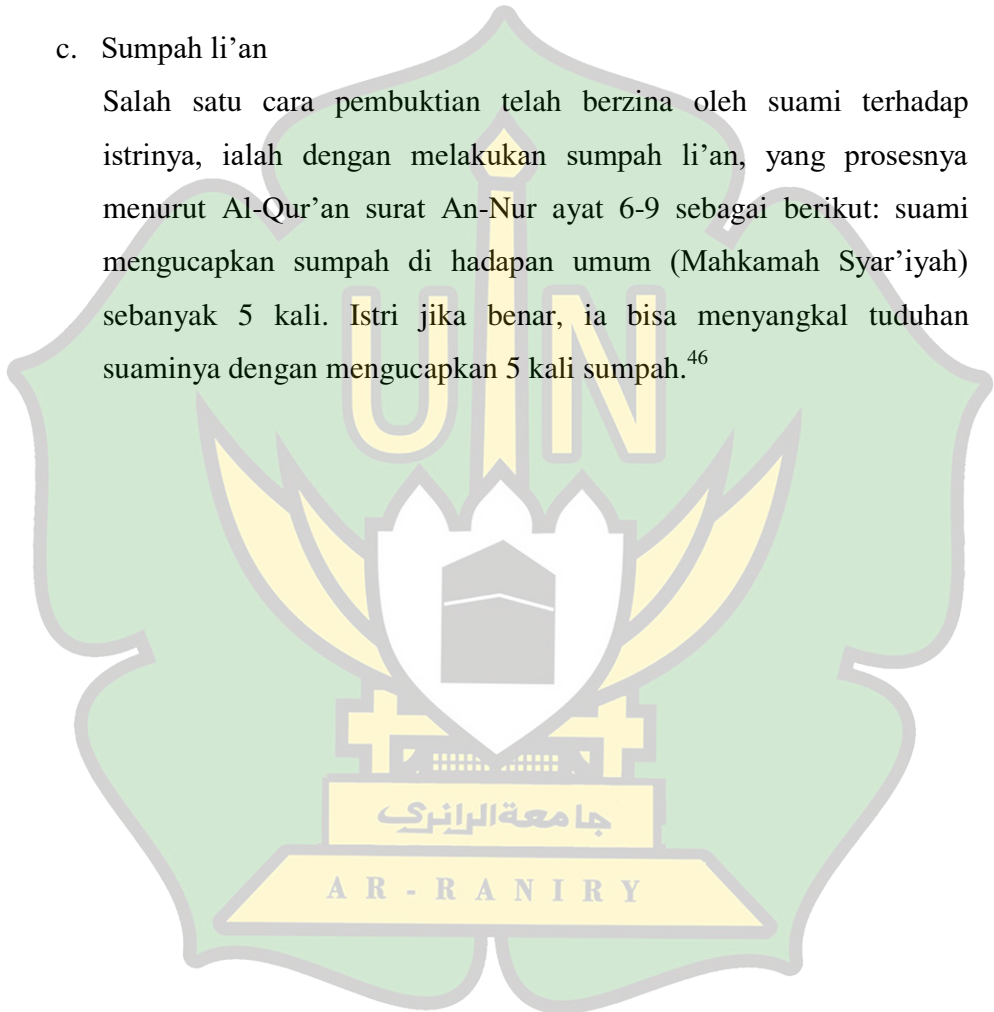 c. Sumpah li’an
Salah satu cara pembuktian telah berzina oleh suami terhadap
istrinya, ialah dengan melakukan sumpah li’an, yang prosesnya
menurut Al-Qur’an surat An-Nur ayat 6-9 sebagai berikut: suami
mengucapkan sumpah di hadapan umum (Mahkamah Syar’iyah)
sebanyak 5 kali. Istri jika benar, ia bisa menyangkal tuduhan
suaminya dengan mengucapkan 5 kali sumpah.46
UIN
جامعة الرانري
AR-RANIRY